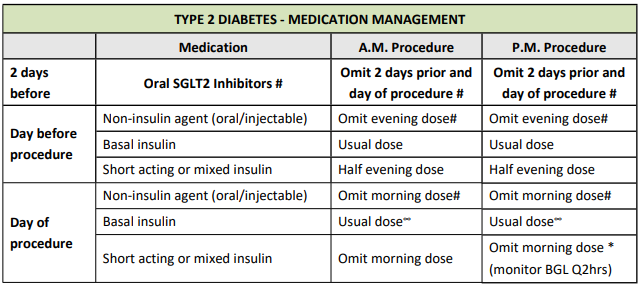 TYPE 2 DIABETES - MEDICATION MANAGEMENT
Medication A.M. Procedure P.M. Procedure
2 days before Oral SGLT2 Inhibitors # Omit 2 days prior and day of procedure # Omit 2 days prior and day of procedure #
Day before procedure Non-insulin agent (oral/injectable) Omit evening dose# Omit evening dose#
Basal insulin Usual dose Usual dose
Short acting or mixed insulin Half evening dose Half evening dose
Day of procedure Non-insulin agent (oral/injectable) Omit morning dose# Omit morning dose#
Basal insulin Usual dose∞ Usual dose∞
Short acting or mixed insulin Omit morning dose Omit morning dose *
(monitor BGL Q2hrs)